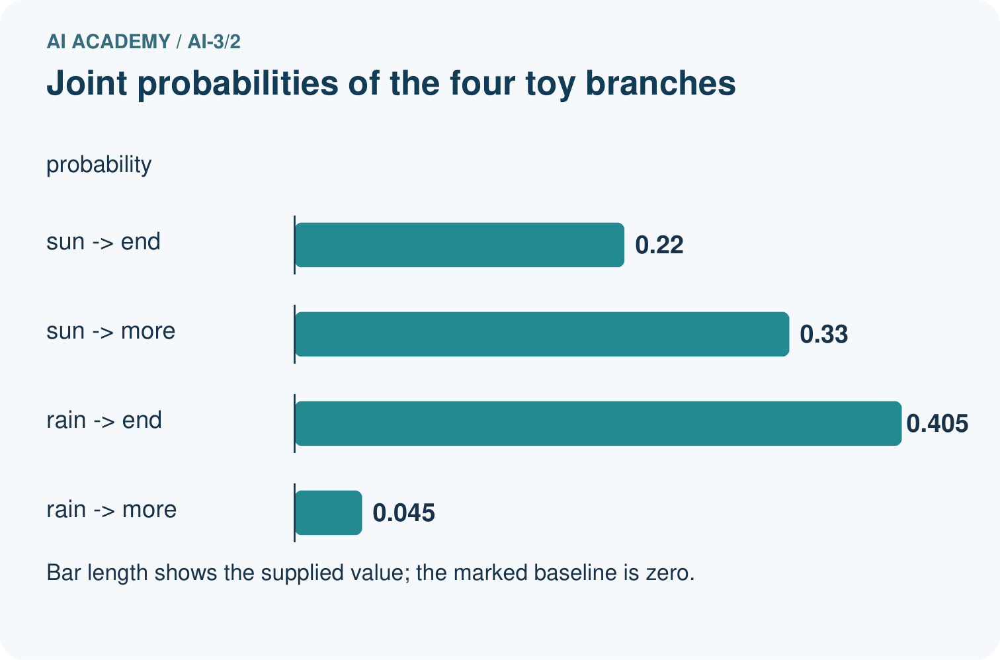 AI ACADEMY / AI-3/2
Joint probabilities of the four toy branches
probability
sun -> end 0.22
sun -> more 0.33
rain -> end 0.405
rain -> more 0.045
Bar length shows the supplied value; the marked baseline is zero.